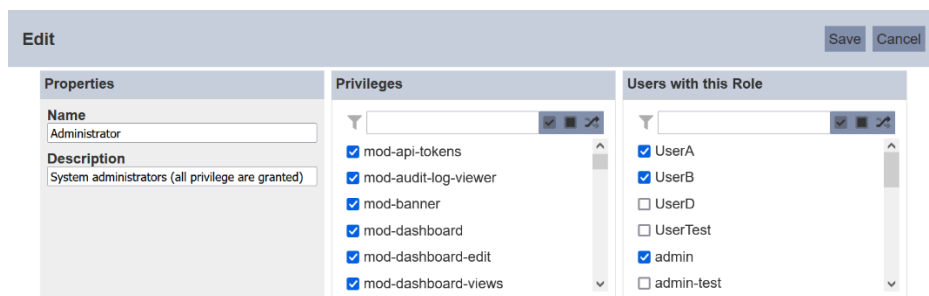 Edit
Save Cancel
Properties
Name
Administrator
Description
System administrators (all privilege are granted)
Privileges
mod-api-tokens
mod-audit-log-viewer
mod-banner
mod-dashboard
mod-dashboard-edit
mod-dashboard-views
Users with this Role
UserA
UserB
UserD
UserTest
admin
admin-test